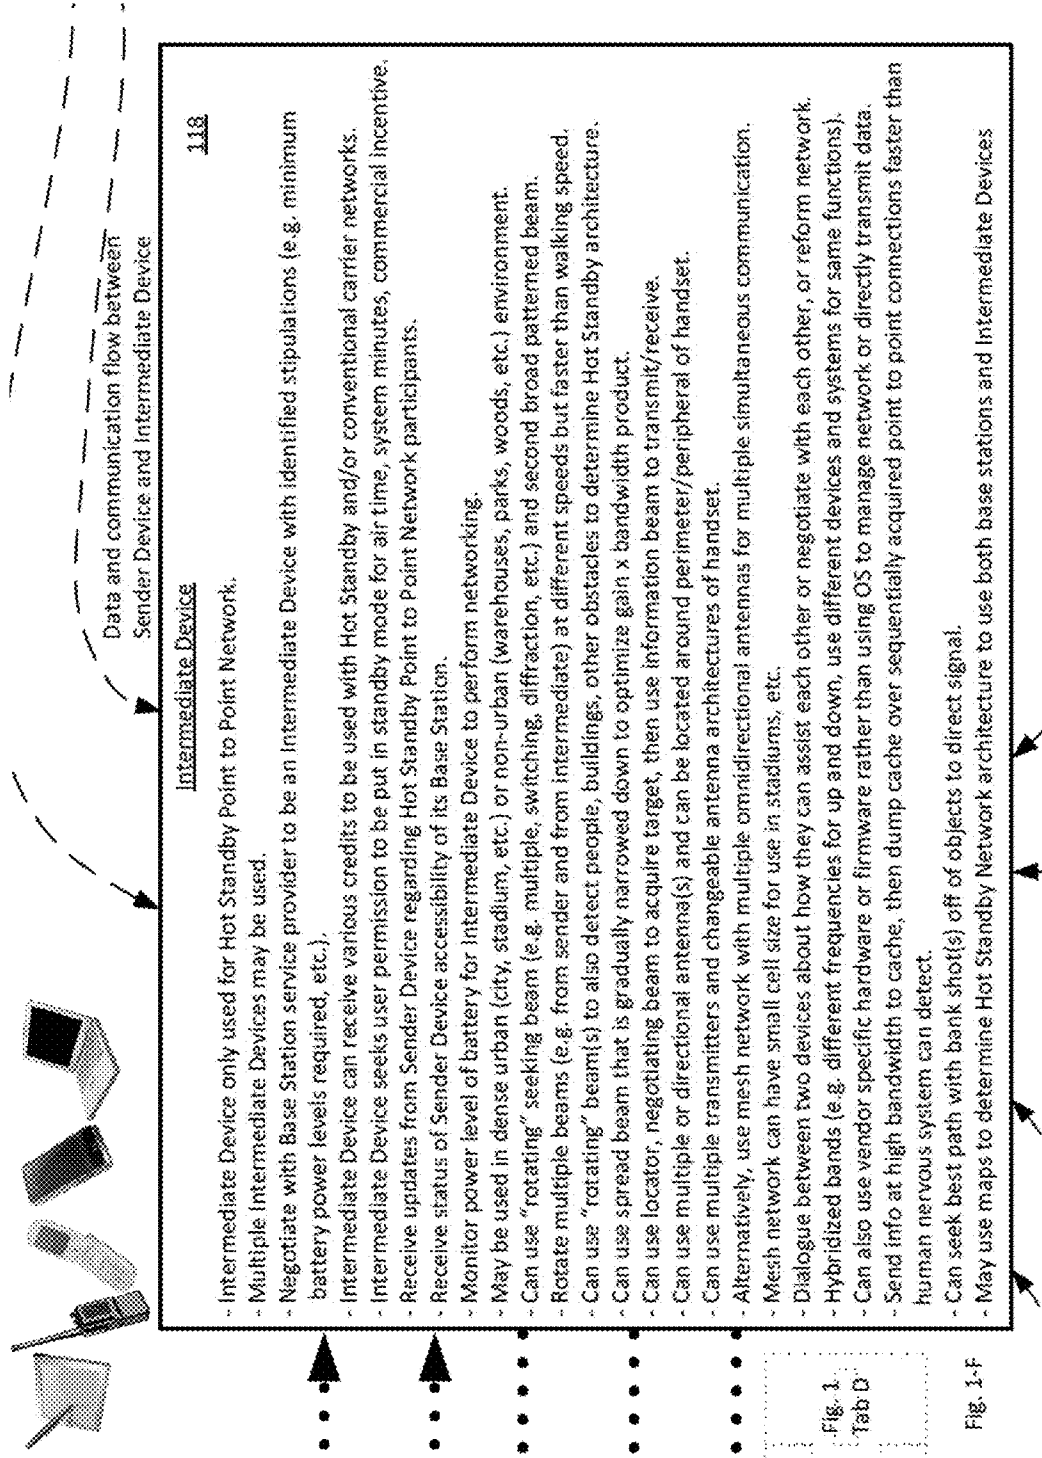 Data and communication flow between
Sender Device and Intermediate Device
Intermediate Device
118
- Intermediate Device only used for Hot Standby Point to Point Network.
- Multiple Intermediate Devices may be used.
- Negotiate with Base Station service provider to be an Intermediate Device with identified stipulations (e.g. minimum
battery power levels required, etc.).
- Intermediate Device can receive various credits to be used with Hot Standby and/or conventional carrier networks.
- Intermediate Device seeks user permission to be put in standby mode for air time, system minutes, commercial incentive.
- Receive updates from Sender Device regarding Hot Standby Point to Point Network participants.
- Receive status of Sender Device accessibility of its Base Station.
- Monitor power level of battery for Intermediate Device to perform networking.
- May be used in dense urban (city, stadium, etc.) or non-urban (warehouses, parks, woods, etc.) environment.
- Can use "rotating" seeking beam (e.g. multiple, switching, diffraction, etc.) and second broad patterned beam.
- Rotate multiple beams (e.g. from sender and from intermediate) at different speeds but faster than walking speed.
- Can use "rotating" beam(s) to also detect people, buildings, other obstacles to determine Hot Standby architecture.
- Can use spread beam that is gradually narrowed down to optimize gain x bandwidth product.
- Can use locator, negotiating beam to acquire target, then use information beam to transmit/receive.
- Can use multiple or directional antenna(s) and can be located around perimeter/peripheral of handset.
- Can use multiple transmitters and changeable antenna architectures of handset.
- Alternatively, use mesh network with multiple omnidirectional antennas for multiple simultaneous communication.
- Mesh network can have small cell size for use in stadiums, etc.
- Dialogue between two devices about how they can assist each other or negotiate with each other, or reform network.
- Hybridized bands (e.g. different frequencies for up and down, use different devices and systems for same functions).
- Can also use vendor specific hardware or firmware rather than using OS to manage network or directly transmit data.
- Send info at high bandwidth to cache, then dump cache over sequentially acquired point to point connections faster than
human nervous system can detect.
- Can seek best path with bank shot(s) off of objects to direct signal.
- May use maps to determine Hot Standby Network architecture to use both base stations and Intermediate Devices
Fig. 1
Tab D
Fig. 1-F